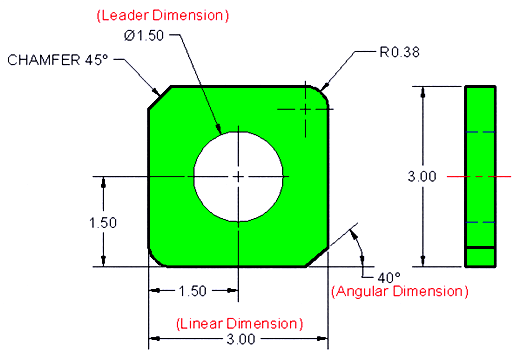 (Leader Dimension)
Ø1.50
CHAMFER 45°
R0.38
3.00
1.50
40°
1.50
(Angular Dimension)
(Linear Dimension)
3.00